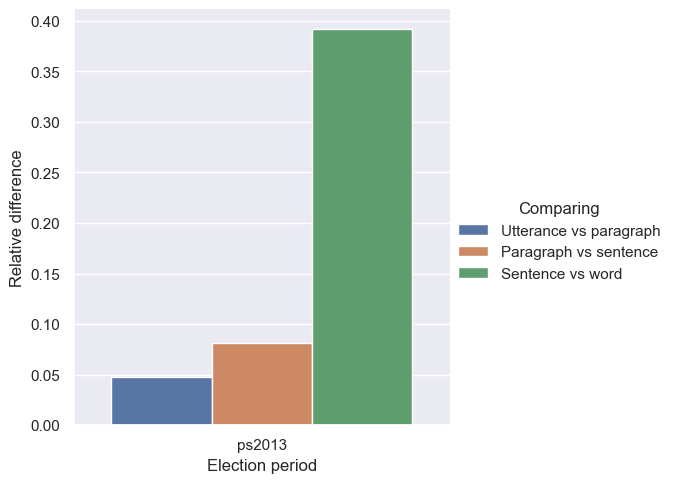 0.40
0.35
0.30
0.25
0.20
0.15
0.10
0.05
0.00
Relative difference
ps2013
Election period
Comparing
Utterance vs paragraph
Paragraph vs sentence
Sentence vs word